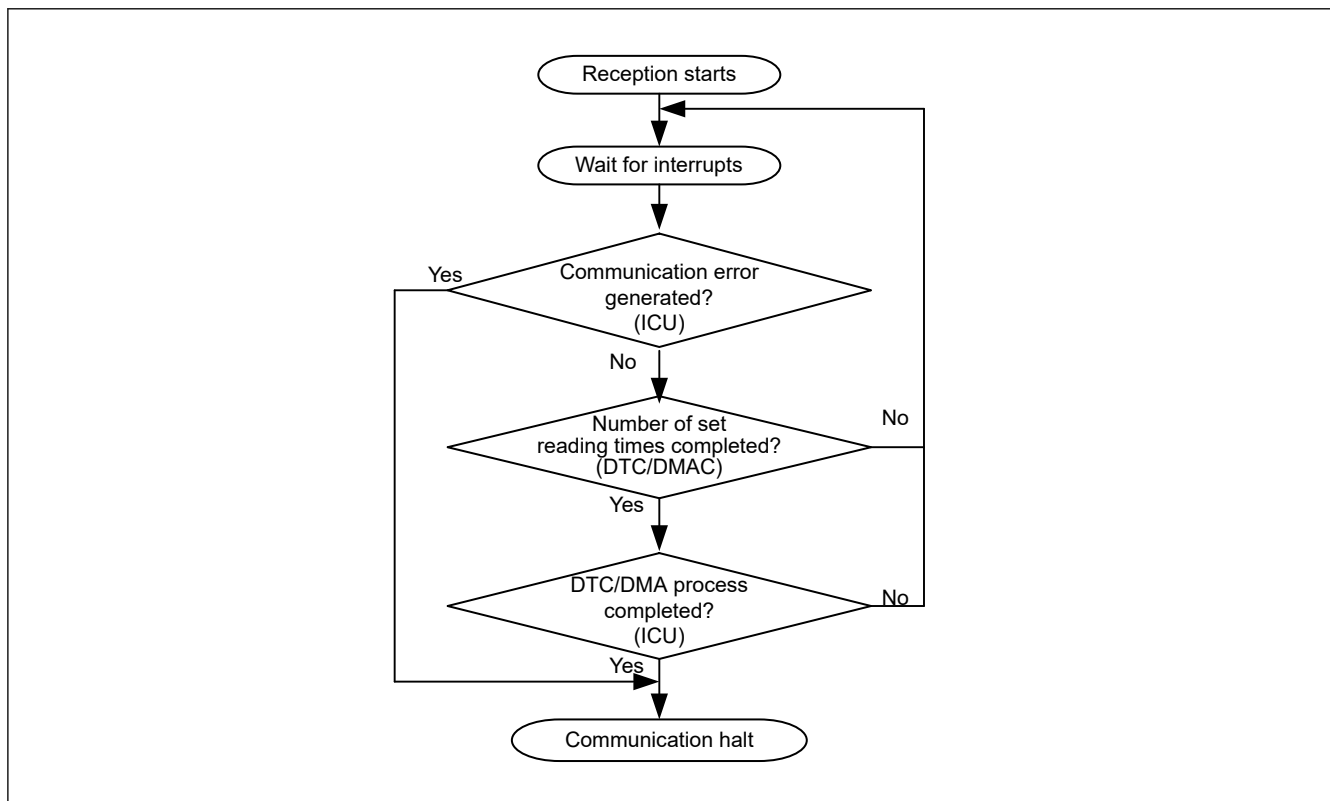 Reception starts
Wait for interrupts
Yes
Communication error
generated?
(ICU)
No
Number of set
reading times completed?
(DTC/DMAC)
No
Yes
DTC/DMA process
completed?
(ICU)
No
Yes
Communication halt